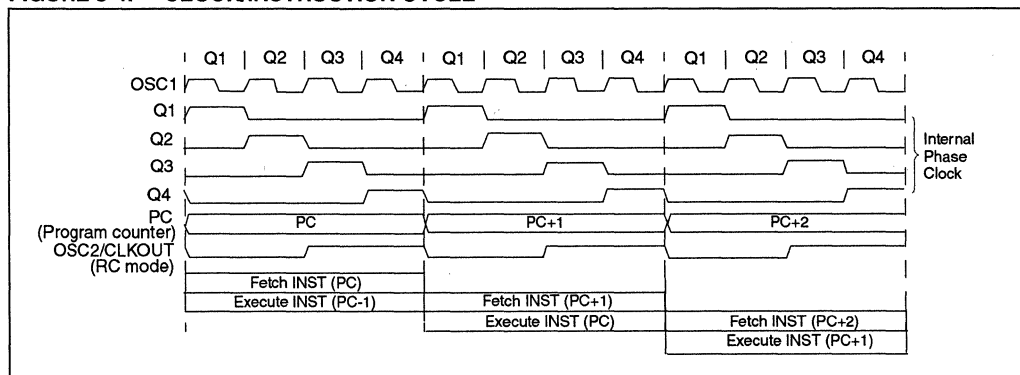 Q1 | Q2 | Q3 | Q4 | Q1 | Q2 | Q3 | Q4 | Q1 | Q2 | Q3 | Q4
OSC1
Q1
Q2
Q3
Q4
Internal
Phase
Clock
PC
(Program counter)
PC PC+1 PC+2
OSC2/CLKOUT
(RC mode)
Fetch INST (PC)
Execute INST (PC-1) Fetch INST (PC+1)
Execute INST (PC) Fetch INST (PC+2)
Execute INST (PC+1)